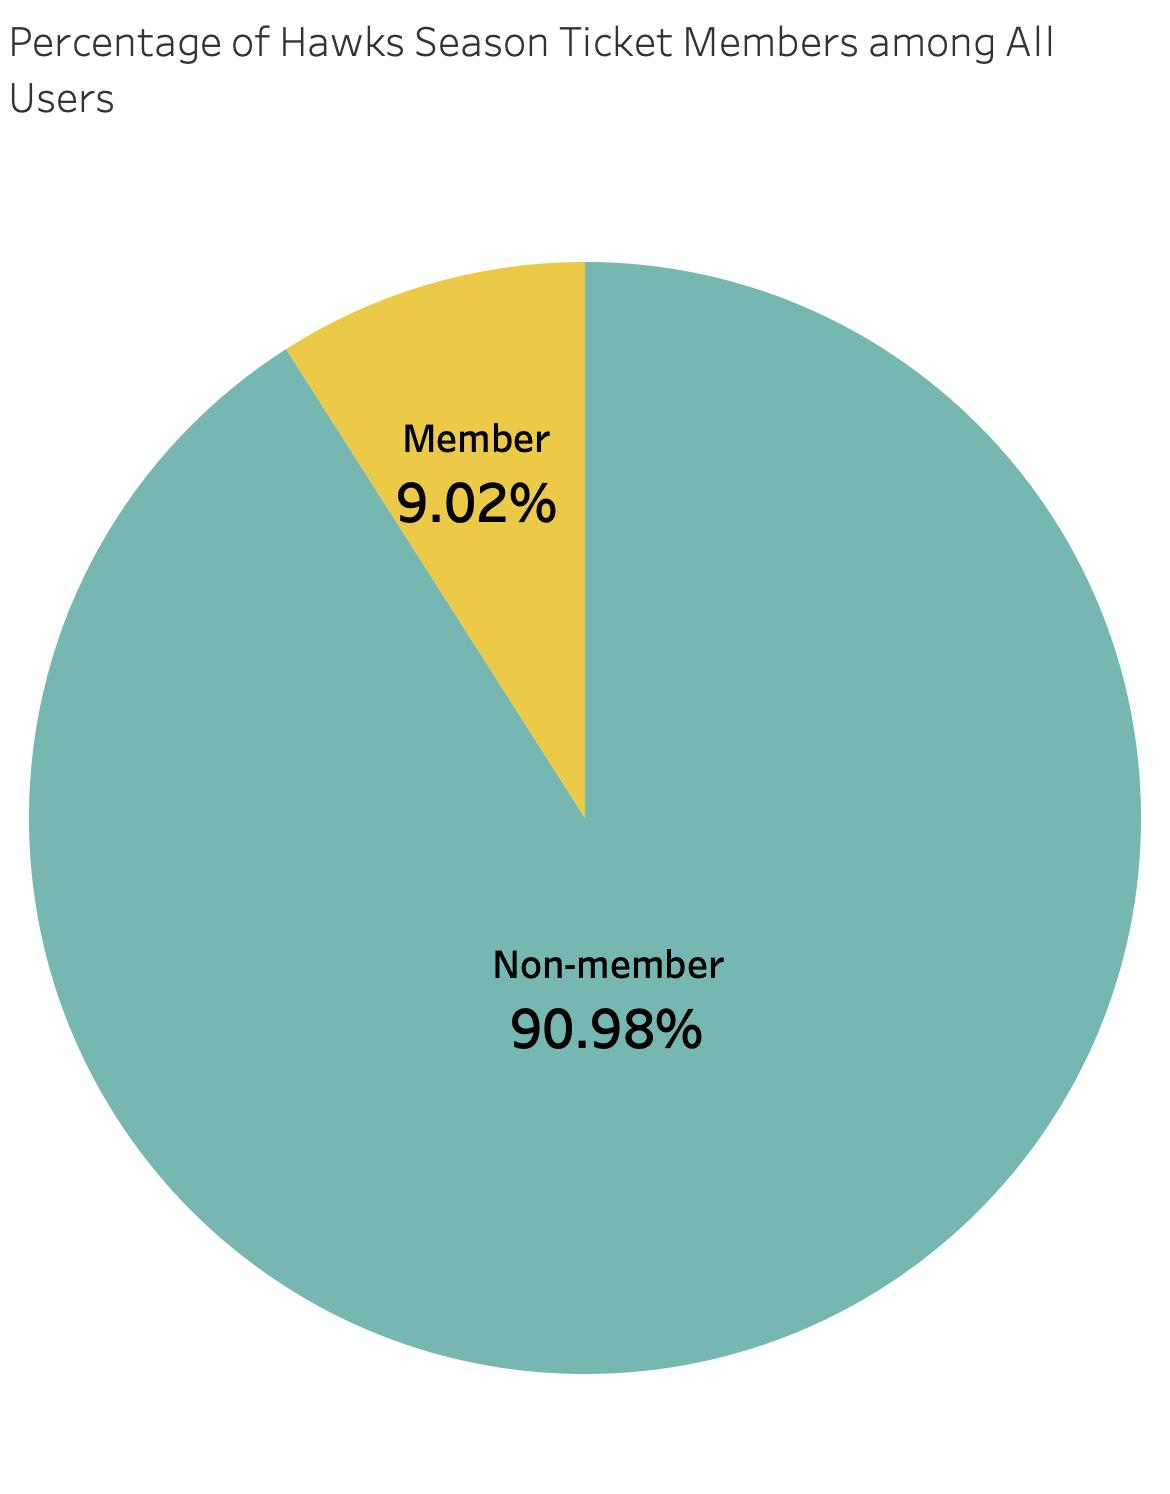 Percentage of Hawks Season Ticket Members among All
Users
Member
9.02%
Non-member
90.98%